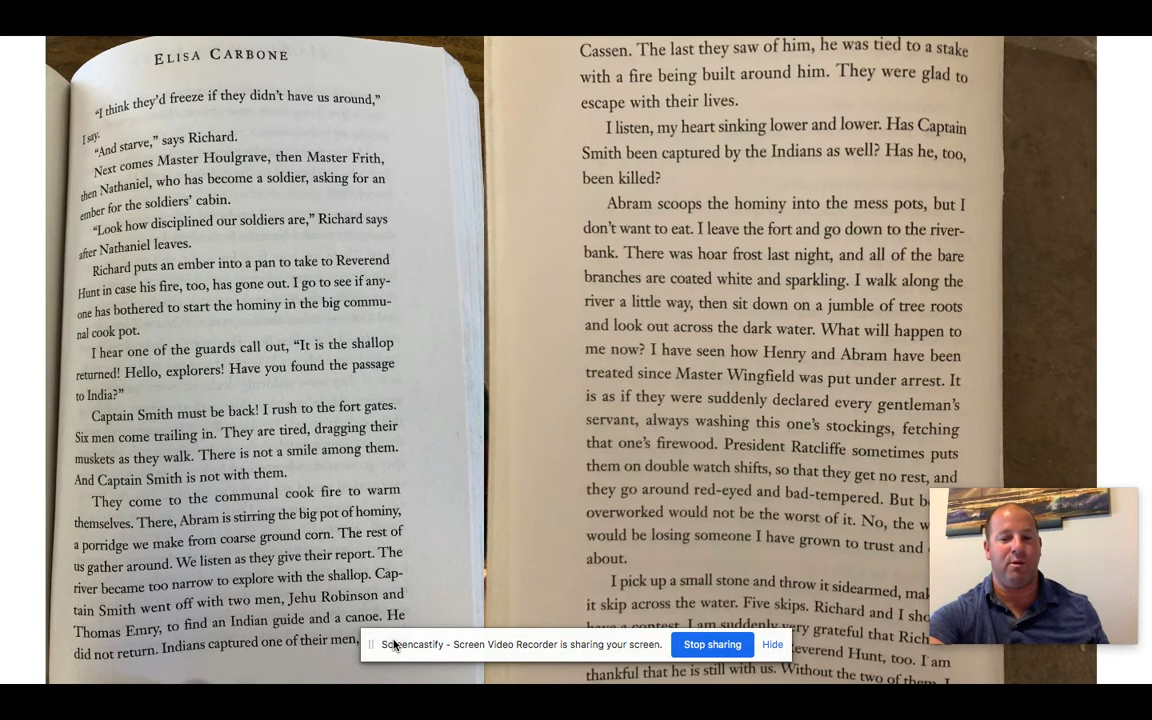 ELISA CARBONE
“I think they’d freeze if they didn’t have us around,”
I say.
“And starve,” says Richard.
Next comes Master Houlgrave, then Master Frith,
then Nathaniel, who has become a soldier, asking for an
ember for the soldiers’ cabin.
“Look how disciplined our soldiers are,” Richard says
after Nathaniel leaves.
Richard puts an ember into a pan to take to Reverend
Hunt in case his fire, too, has gone out. I go to see if any-
one has bothered to start the hominy in the big commu-
nal cook pot.
I hear one of the guards call out, “It is the shallop
returned! Hello, explorers! Have you found the passage
to India?”
Captain Smith must be back! I rush to the fort gates.
Six men come trailing in. They are tired, dragging their
muskets as they walk. There is not a smile among them.
And Captain Smith is not with them.
They come to the communal cook fire to warm
themselves. There, Abram is stirring the big pot of hominy,
a porridge we make from coarse ground corn. The rest of
us gather around. We listen as they give their report. The
river became too narrow to explore with the shallop. Cap-
tain Smith went off with two men, Jehu Robinson and
Thomas Emry, to find an Indian guide and a canoe. He
did not return. Indians captured one of their men,
Cassen. The last they saw of him, he was tied to a stake
with a fire being built around him. They were glad to
escape with their lives.
I listen, my heart sinking lower and lower. Has Captain
Smith been captured by the Indians as well? Has he, too,
been killed?
Abram scoops the hominy into the mess pots, but I
don’t want to eat. I leave the fort and go down to the river-
bank. There was hoar frost last night, and all of the bare
branches are coated white and sparkling. I walk along the
river a little way, then sit down on a jumble of tree roots
and look out across the dark water. What will happen to
me now? I have seen how Henry and Abram have been
treated since Master Wingfield was put under arrest. It
is as if they were suddenly declared every gentleman’s
servant, always washing this one’s stockings, fetching
that one’s firewood. President Ratcliffe sometimes puts
them on double watch shifts, so that they get no rest, and
they go around red-eyed and bad-tempered. But
overworked would not be the worst of it. No, the
would be losing someone I have grown to trust and
about.
I pick up a small stone and throw it sidearmed,
it skip across the water. Five skips. Richard and I
have a contest. I am suddenly very grateful that
Reverend Hunt, too. I am
thankful that he is still with us. Without the two of them, I
Screencastify - Screen Video Recorder is sharing your screen.
Stop sharing
Hide